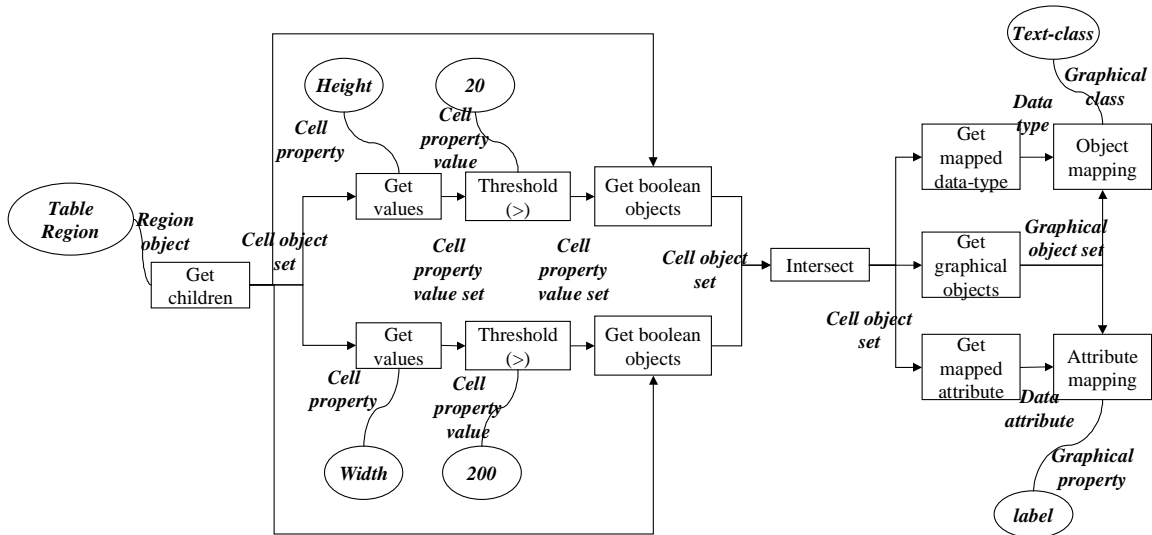 Text-class
Graphical
class
Data
type
Height
20
Cell
property
Cell
property
value
Get
mapped
data-type
Object
mapping
Table
Region
Region
object
Get
values
Threshold
(>)
Get boolean
objects
Cell object
set
Get
children
Cell
property
value set
Cell
property
value set
Cell object
set
Intersect
Get
graphical
objects
Graphical
object set
Cell object
set
Get
values
Threshold
(>)
Get boolean
objects
Get
mapped
attribute
Attribute
mapping
Cell
property
Cell
property
value
Data
attribute
Width
200
Graphical
property
label